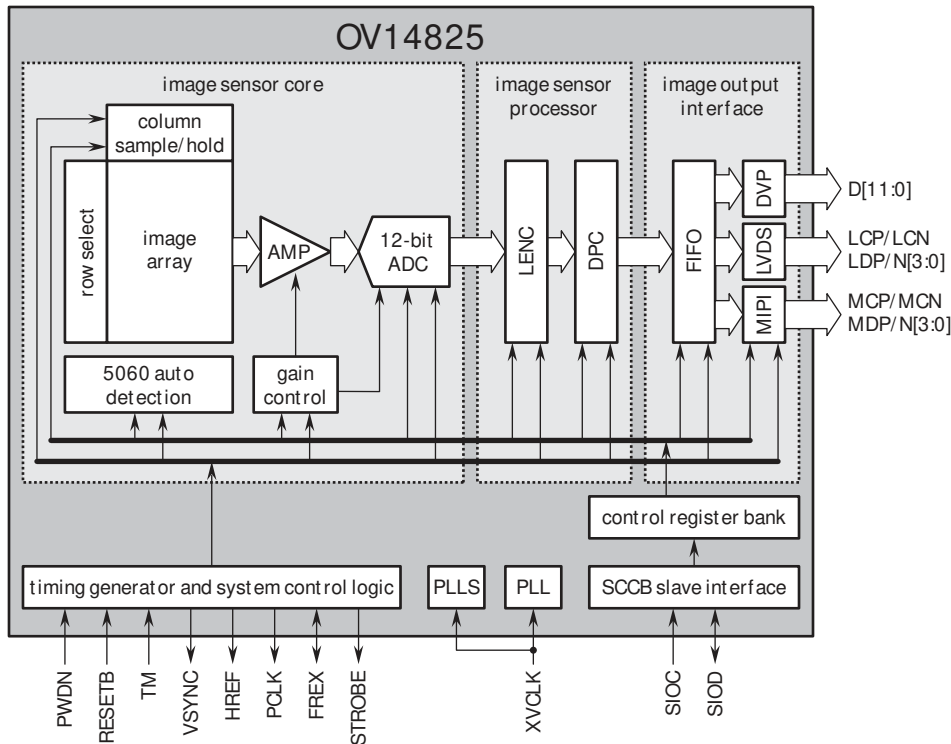 OV14825
image sensor core
image sensor
processor
image output
interface
column
sample/hold
row select
image
array
AMP
12-bit
ADC
LENC
DPC
FIFO
DVP
LVDS
MIPI
D[11:0]
LCP/LCN
LDP/N[3:0]
MCP/MCN
MDP/N[3:0]
5060 auto
detection
gain
control
control register bank
timing generator and system control logic
PLLS
PLL
SCCB slave interface
PWDN
RESETB
TM
VSYNC
HREF
PCLK
FREX
STROBE
XVCLK
SIOC
SIOD